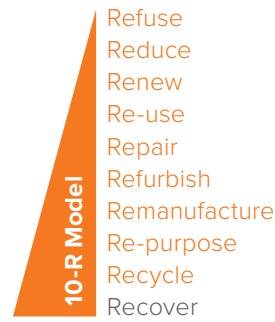 Refuse
Reduce
Renew
Re-use
Repair
Refurbish
Remanufacture
Re-purpose
Recycle
Recover
10-R Model